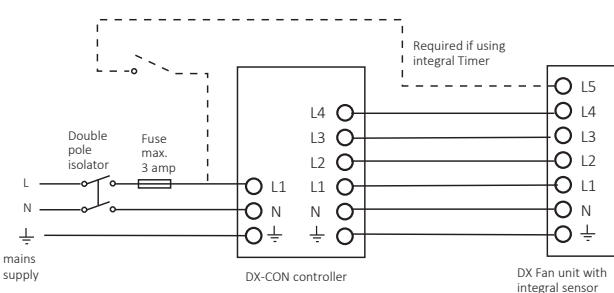 Required if using
integral Timer
L5
L4
L4
L3
L3
Double
pole
isolator
Fuse
max.
3 amp
L2
L2
L
L1
L1
L1
N
N
N
N
mains
supply
DX-CON controller
DX Fan unit with
integral sensor